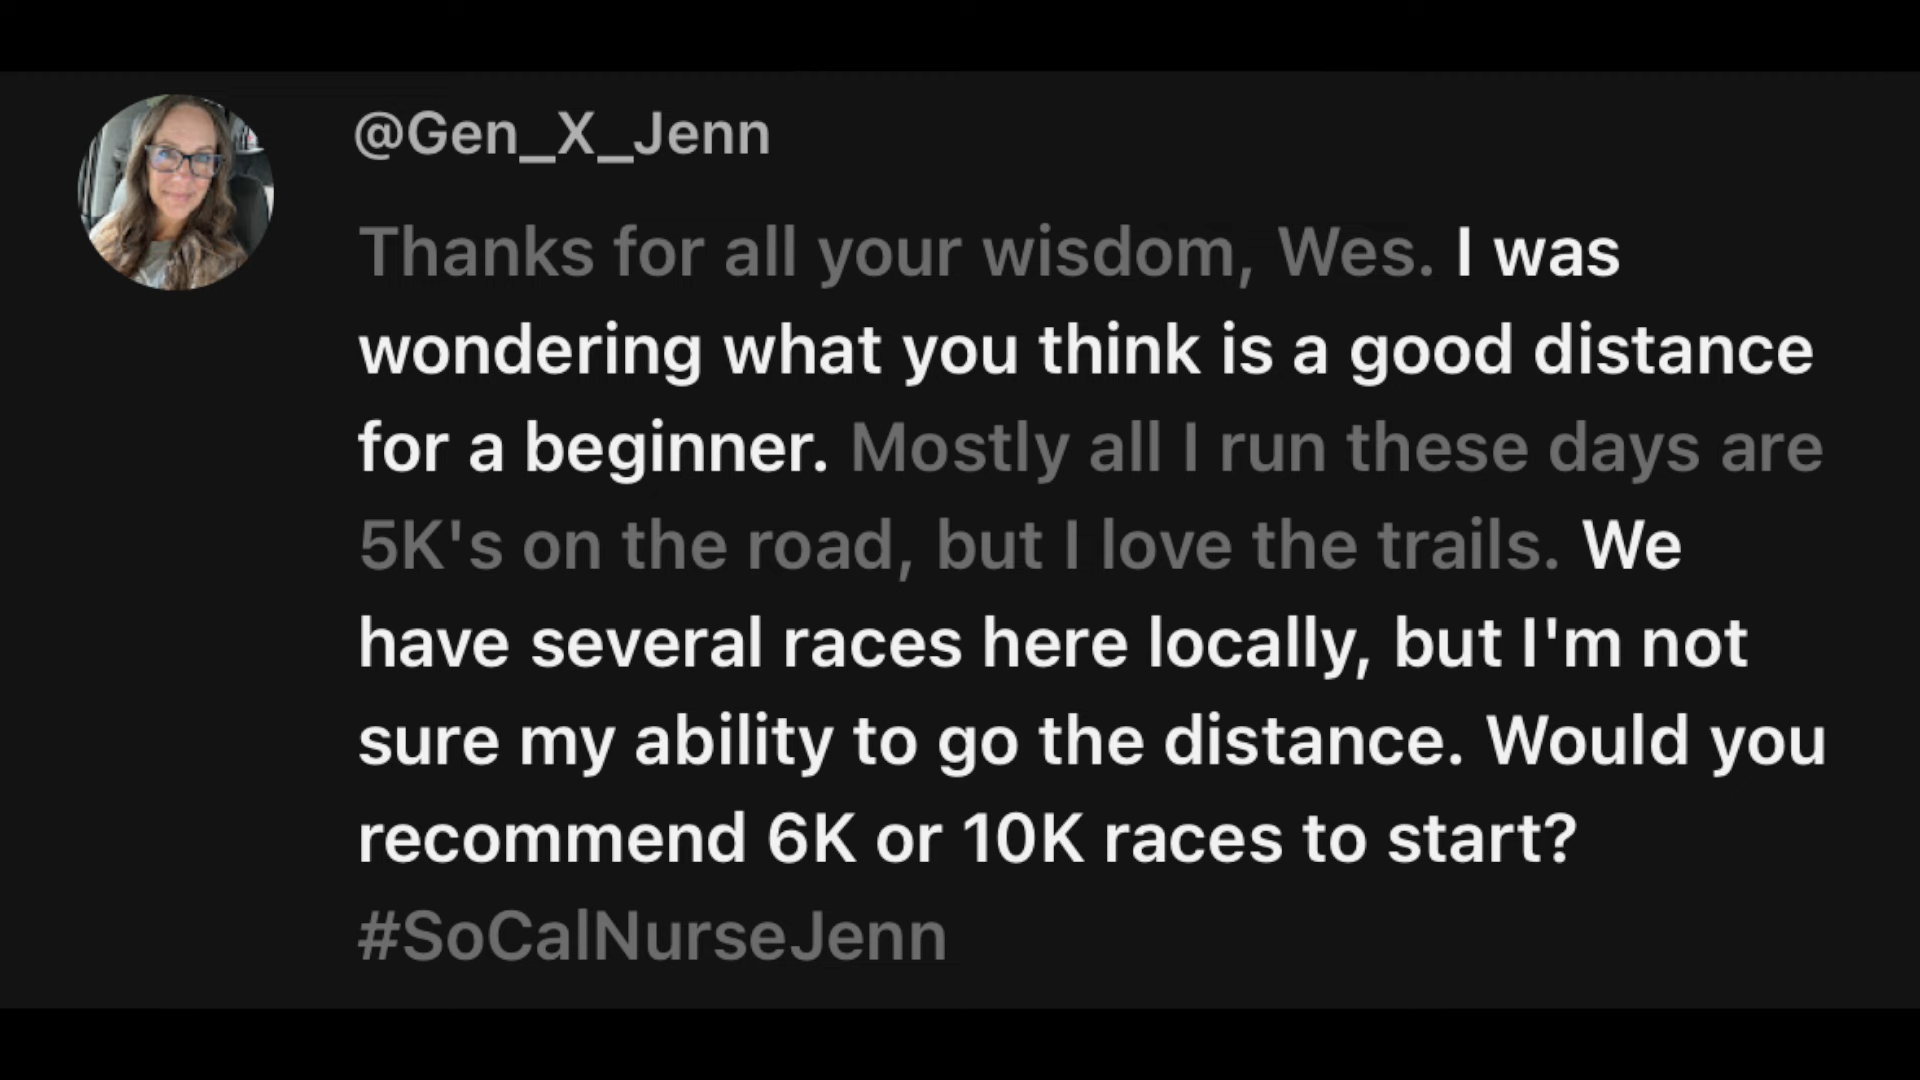 @Gen_X_Jenn
Thanks for all your wisdom, Wes. I was
wondering what you think is a good distance
for a beginner. Mostly all I run these days are
5K's on the road, but I love the trails. We
have several races here locally, but I'm not
sure my ability to go the distance. Would you
recommend 6K or 10K races to start?
#SoCalNurseJenn